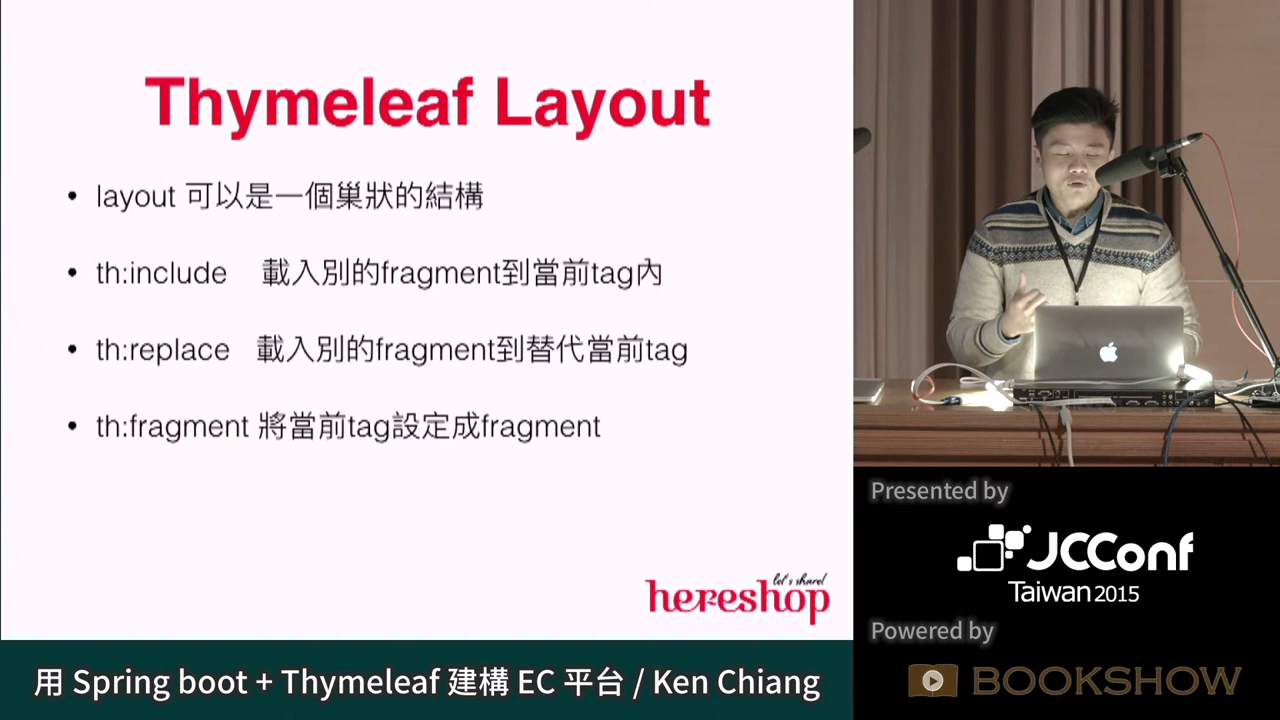 Thymeleaf Layout
• layout 可以是一個巢狀的結構
• th:include 載入別的fragment到當前tag內
• th:replace 載入別的fragment到替代當前tag
• th:fragment 將當前tag設定成fragment
let's share!
hereshop
用 Spring boot + Thymeleaf 建構 EC 平台 / Ken Chiang
Presented by
JCConf
Taiwan 2015
Powered by
BOOKSHOW